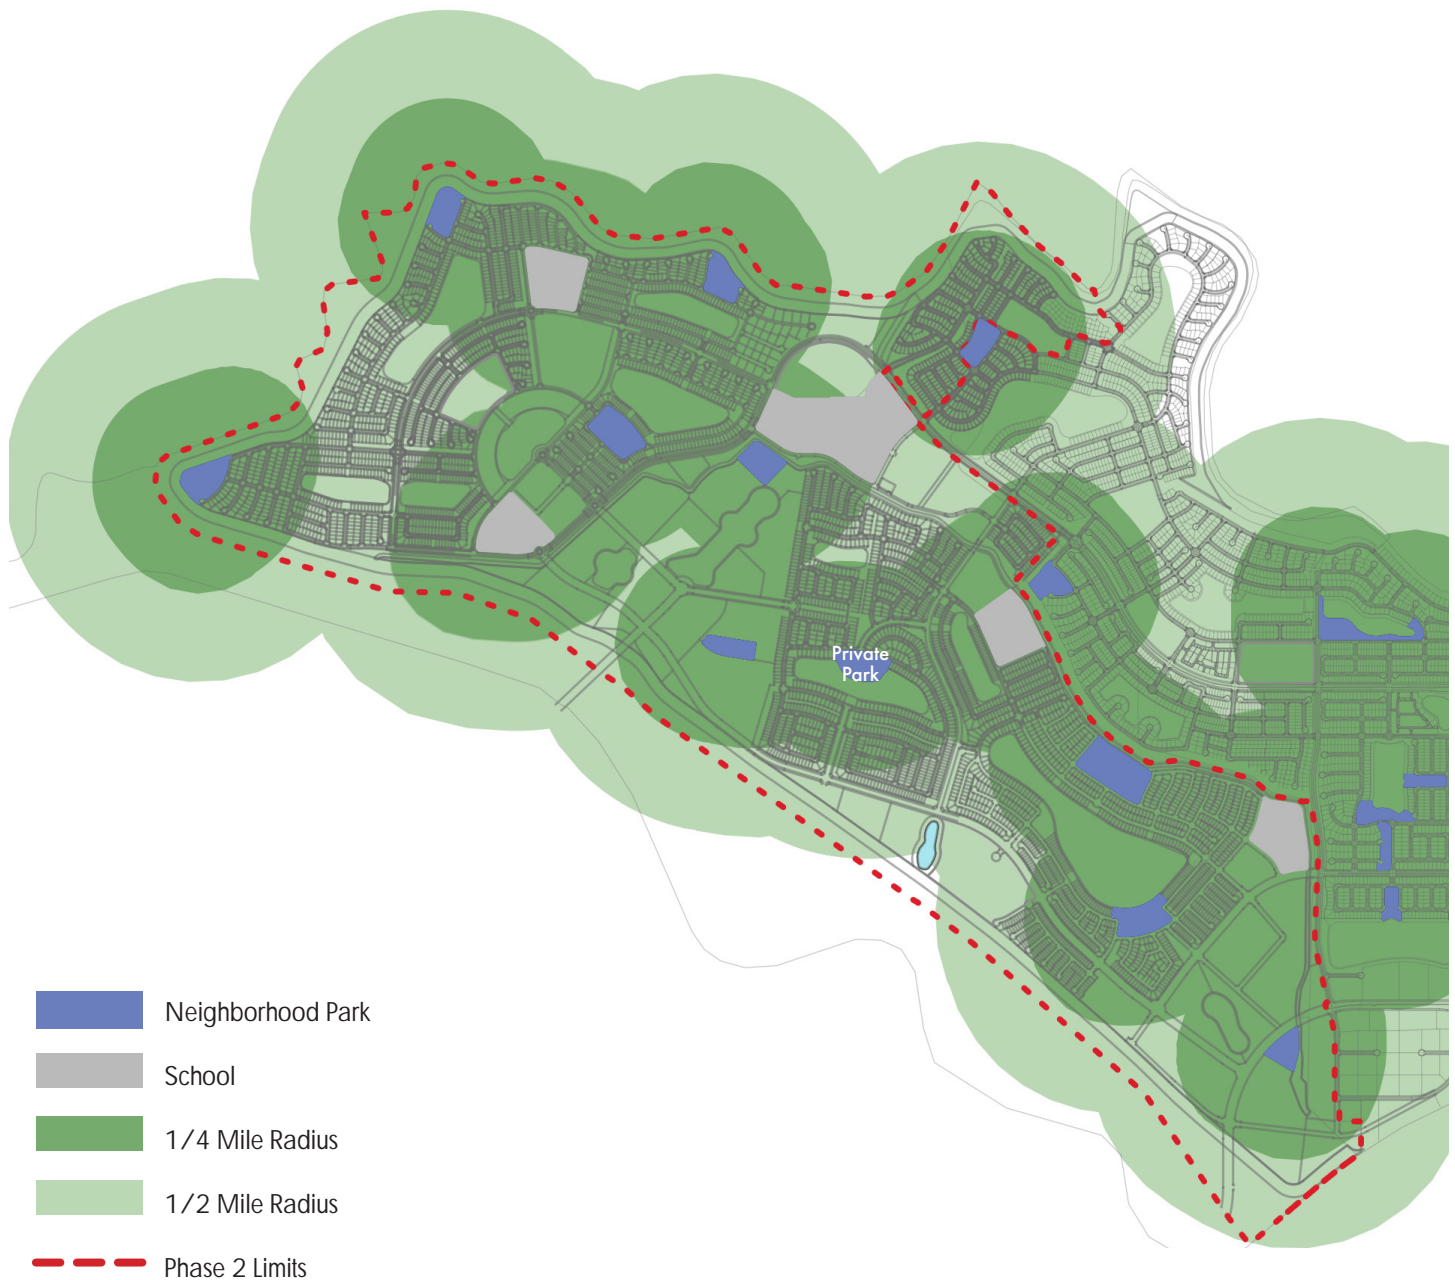 Private
Park
Neighborhood Park
School
1/4 Mile Radius
1/2 Mile Radius
Phase 2 Limits